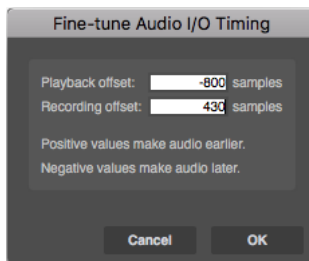 Fine-tune Audio I/O Timing
Playback offset: -800 samples
Recording offset: 430 samples
Positive values make audio earlier.
Negative values make audio later.
Cancel OK